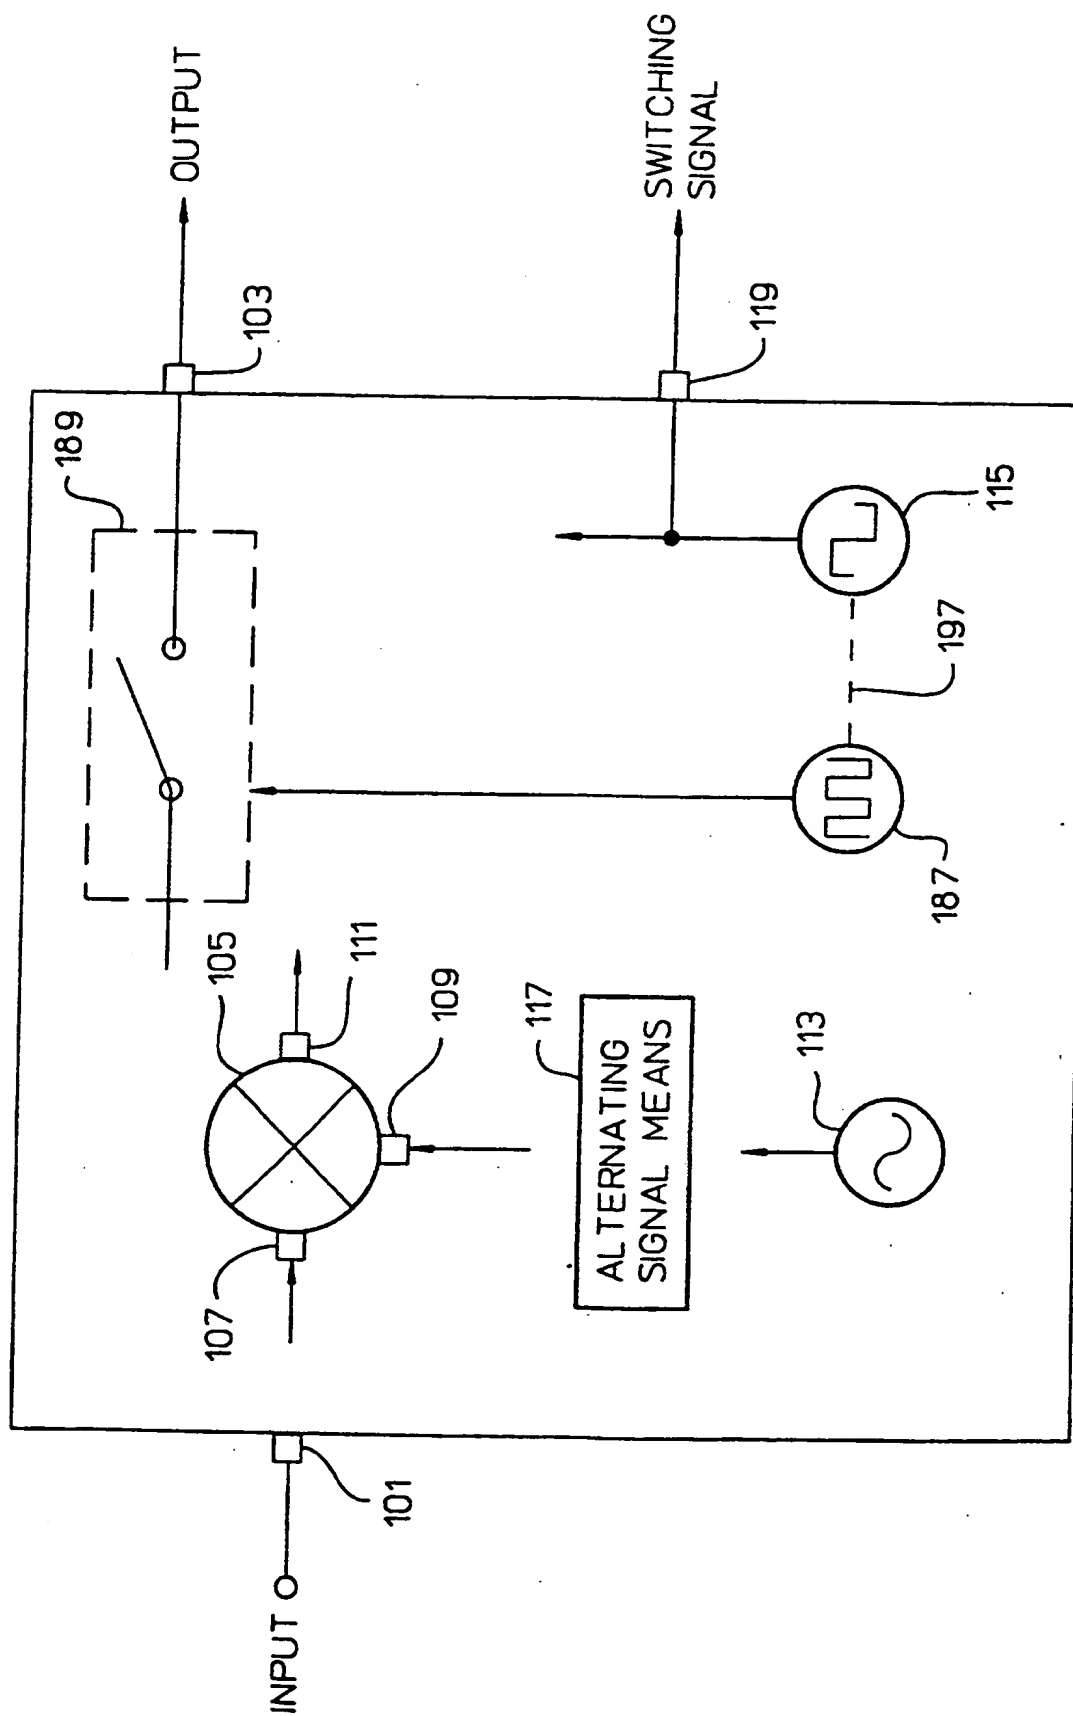 OUTPUT
103
189
SWITCHING
SIGNAL
119
105
111
109
107
117
ALTERNATING
SIGNAL MEANS
113
115
197
187
INPUT
101